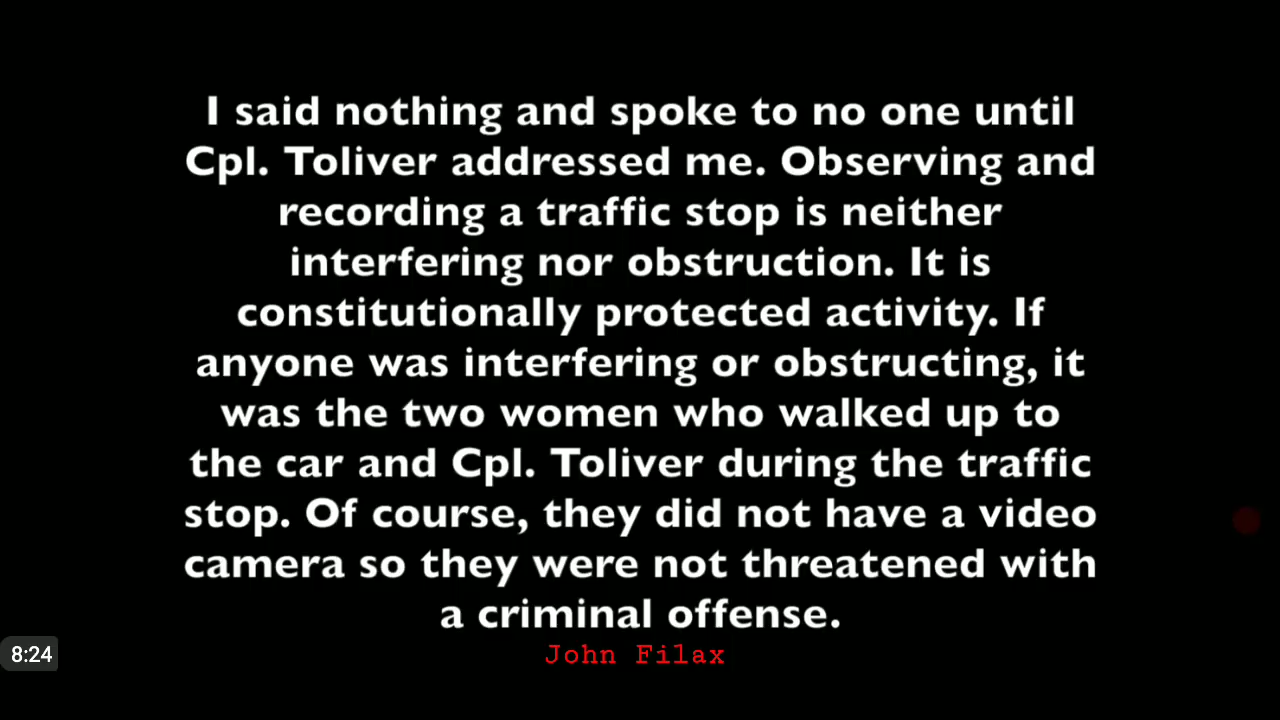 I said nothing and spoke to no one until
Cpl. Toliver addressed me. Observing and
recording a traffic stop is neither
interfering nor obstruction. It is
constitutionally protected activity. If
anyone was interfering or obstructing, it
was the two women who walked up to
the car and Cpl. Toliver during the traffic
stop. Of course, they did not have a video
camera so they were not threatened with
a criminal offense.
John Filax
8:24